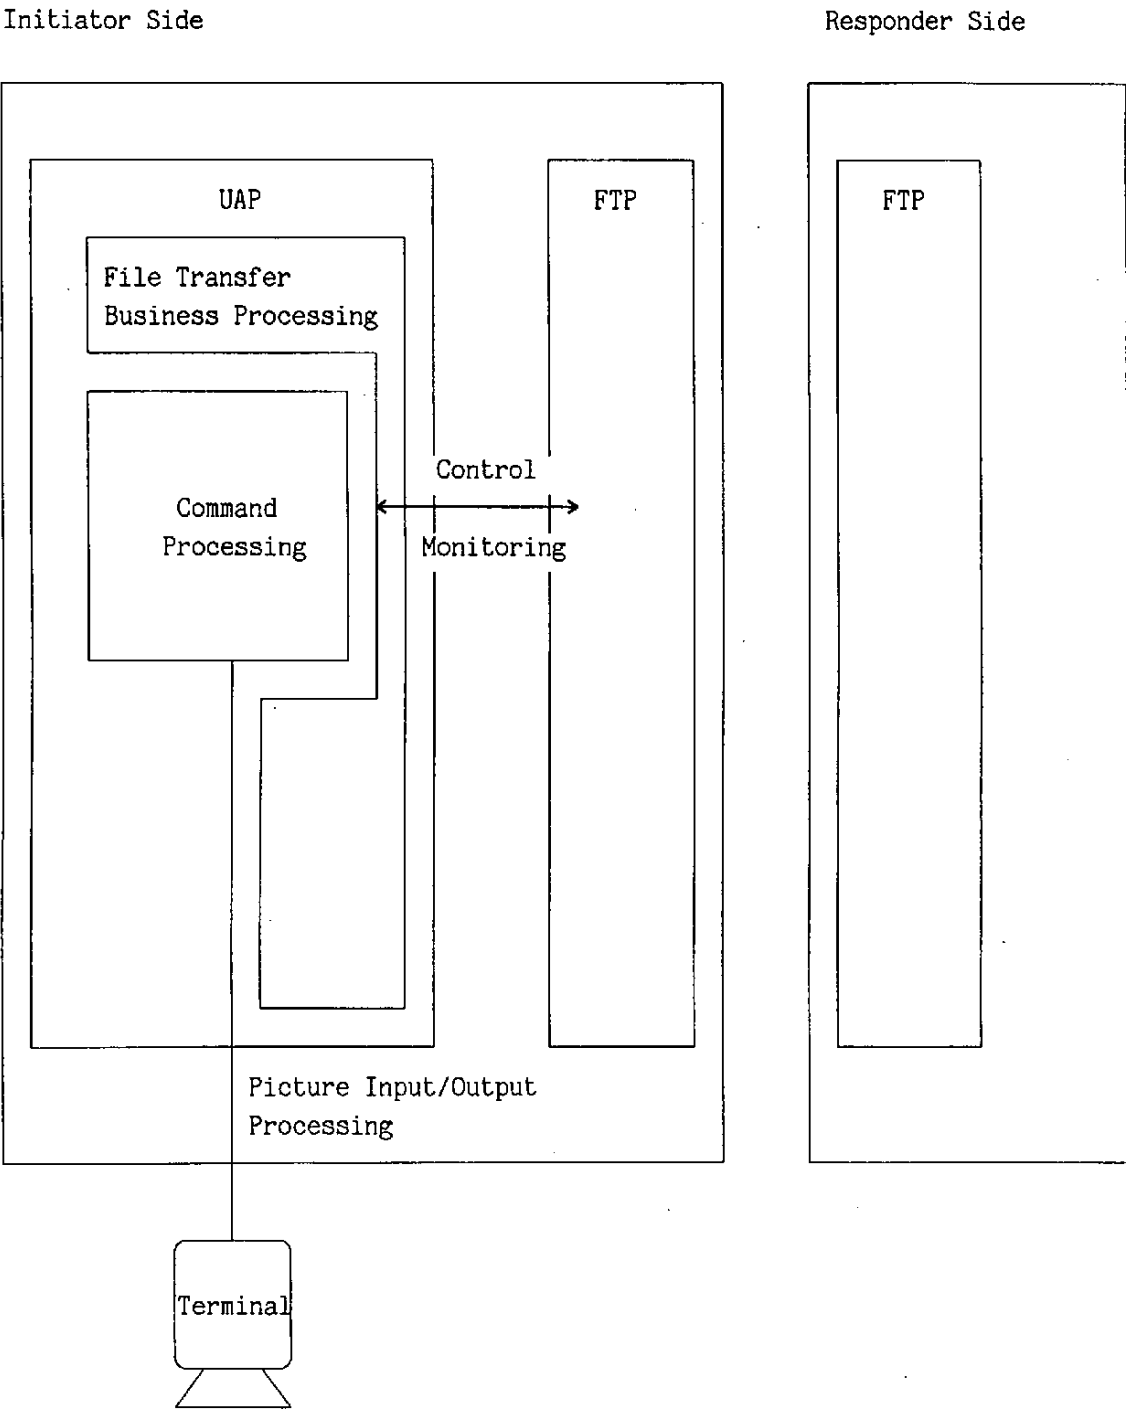 Initiator Side
Responder Side
UAP
FTP
FTP
File Transfer
Business Processing
Control
Command
Processing
Monitoring
Picture Input/Output
Processing
Terminal